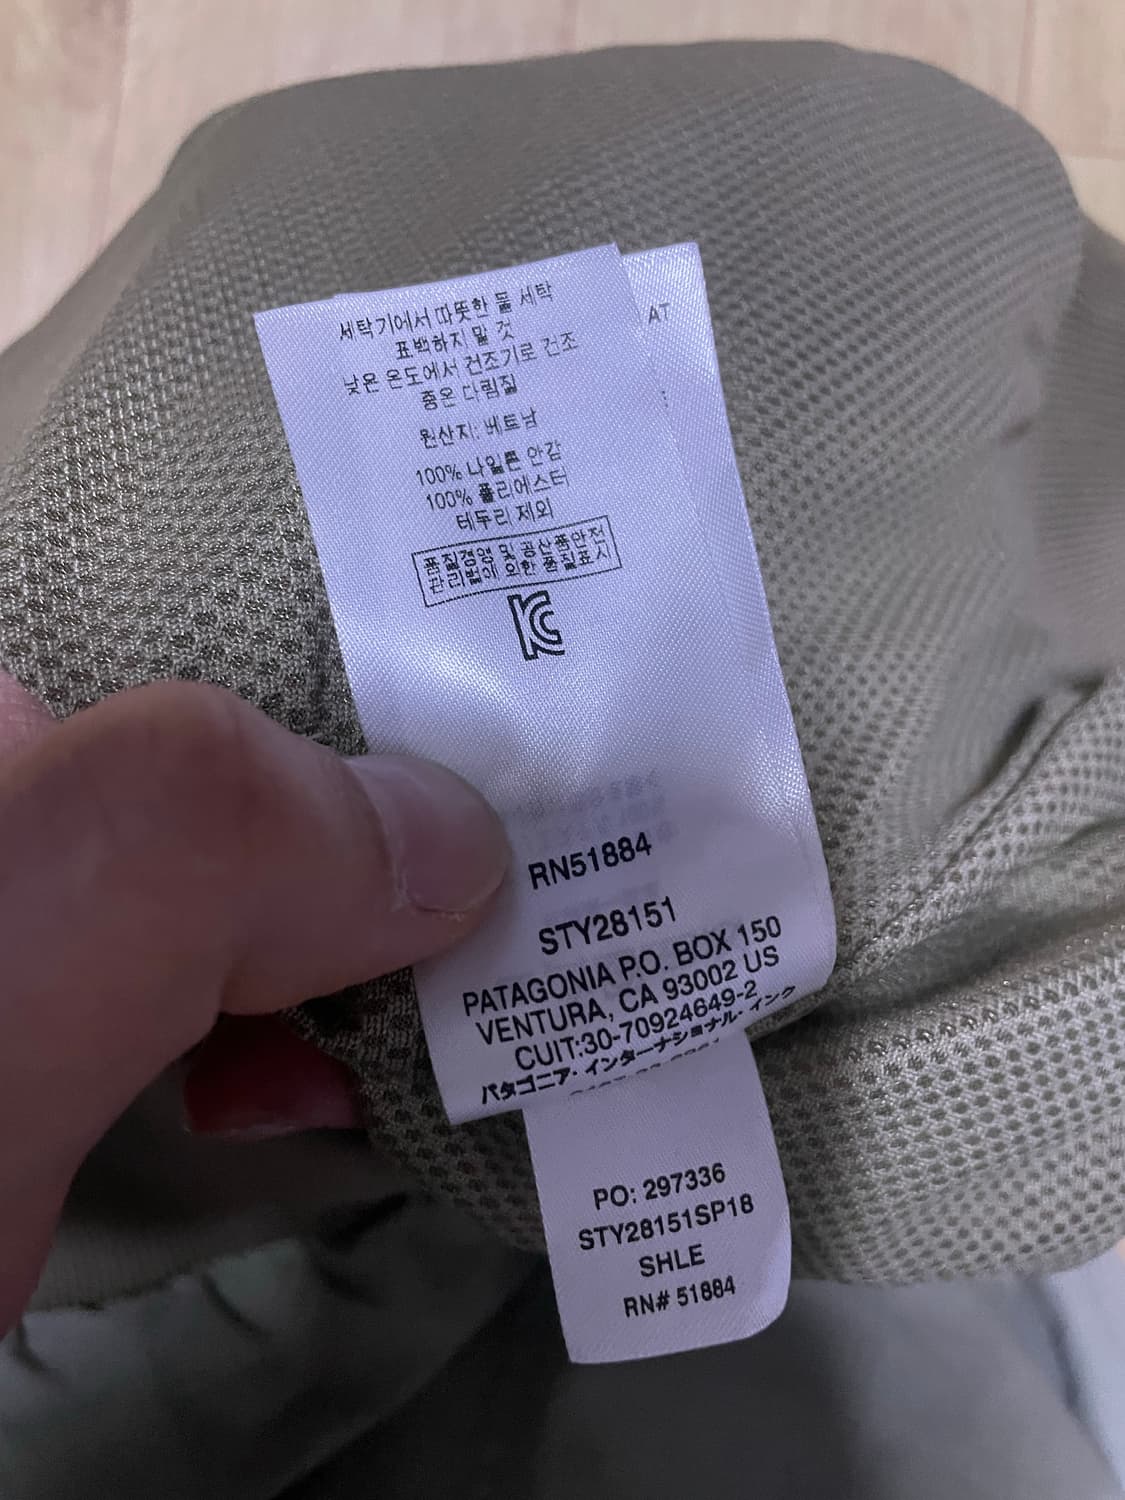 세탁기에서 따뜻한 물 세탁
표백하지 말 것
낮은 온도에서 건조기로 건조
중온 다림질
원산지: 베트남
100% 나일론 안감
100% 폴리에스터
테두리 제외
품질경영 및 공산품안전
관리법에 의한 품질표시
KC
AT
RN51884
STY28151
PATAGONIA P.O. BOX 150
VENTURA, CA 93002 US
CUIT:30-70924649-2
パタゴニア・インターナショナル・インク
PO: 297336
STY28151SP18
SHLE
RN# 51884